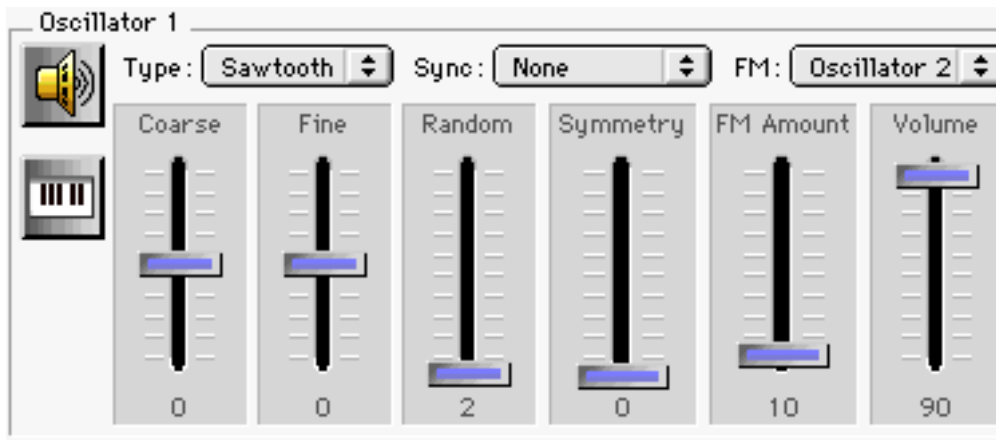 Oscillator 1
Type: Sawtooth Sync: None FM: Oscillator 2
Coarse Fine Random Symmetry FM Amount Volume
0 0 2 0 10 90